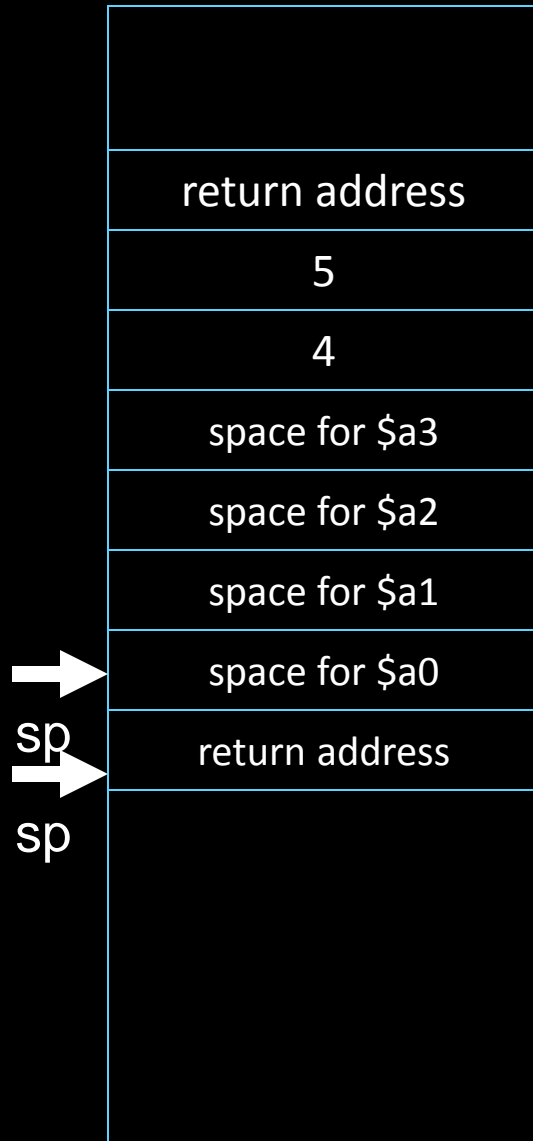 return address
5
4
space for $a3
space for $a2
space for $a1
space for $a0
sp
return address
sp